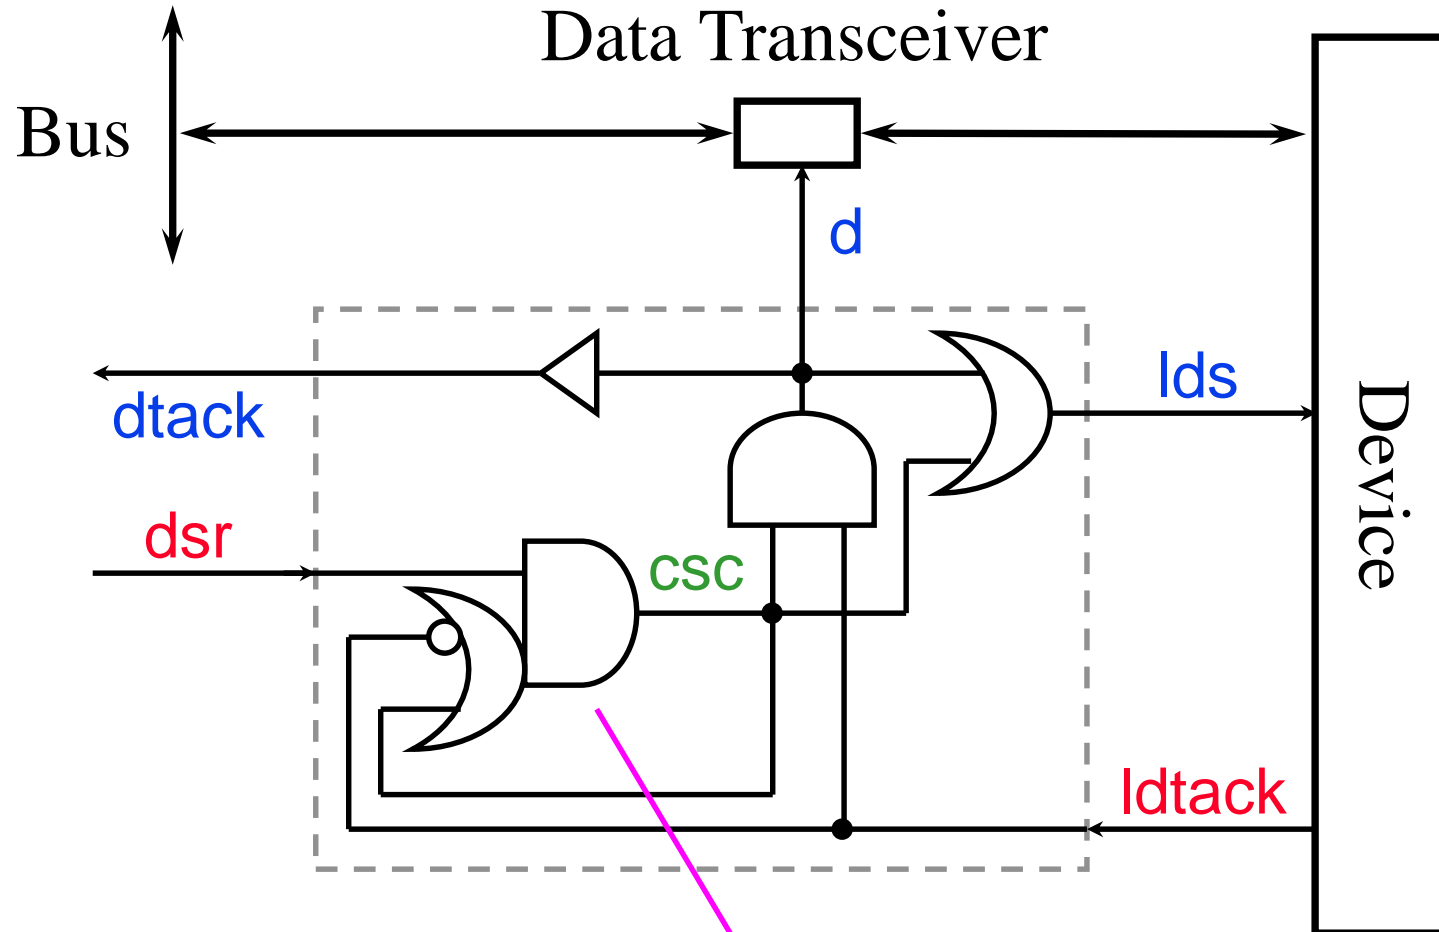 Data Transceiver
Bus
d
dtack
lds
Device
dsr
csc
ldtack